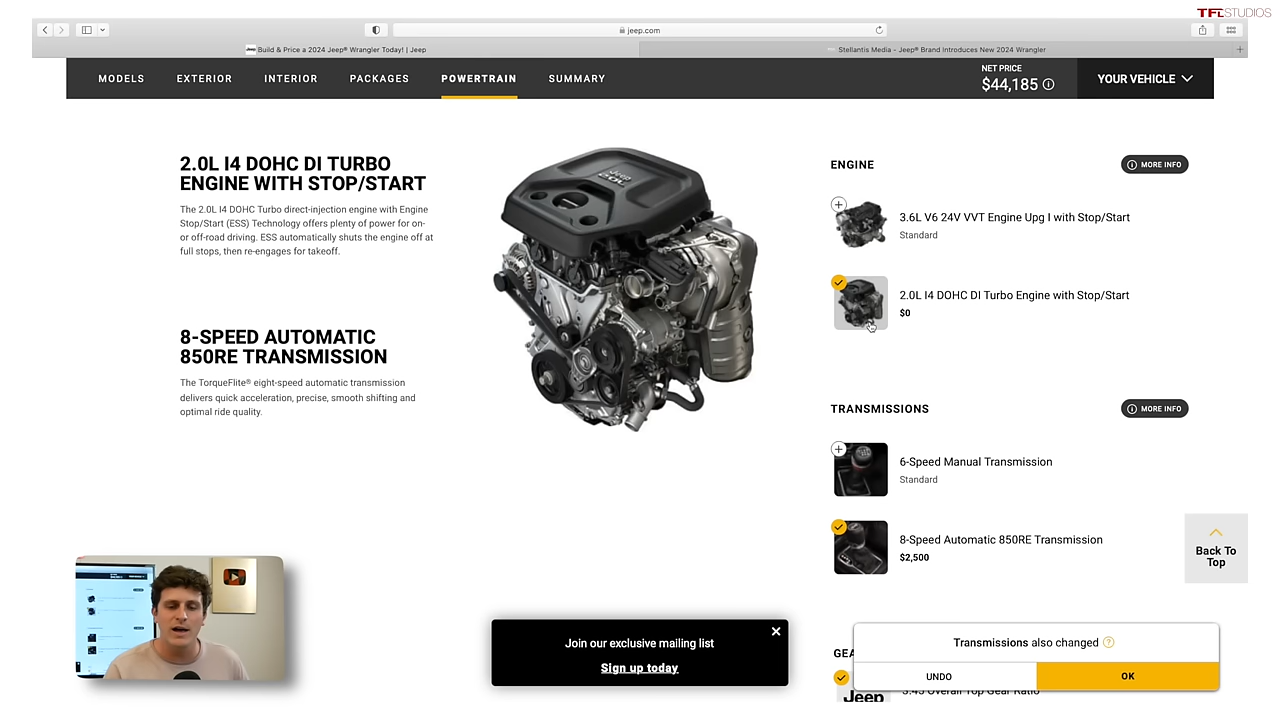 TFLSTUDIOS
jeep.com
Build & Price a 2024 Jeep® Wrangler Today! | Jeep
Stellantis Media - Jeep® Brand Introduces New 2024 Wrangler
MODELS
EXTERIOR
INTERIOR
PACKAGES
POWERTRAIN
SUMMARY
NET PRICE
$44,185
YOUR VEHICLE
2.0L I4 DOHC DI TURBO
ENGINE WITH STOP/START
The 2.0L I4 DOHC Turbo direct-injection engine with Engine
Stop/Start (ESS) Technology offers plenty of power for on-
or off-road driving. ESS automatically shuts the engine off at
full stops, then re-engages for takeoff.
8-SPEED AUTOMATIC
850RE TRANSMISSION
The TorqueFlite® eight-speed automatic transmission
delivers quick acceleration, precise, smooth shifting and
optimal ride quality.
Jeep
2.0L
ENGINE
MORE INFO
3.6L V6 24V VVT Engine Upg I with Stop/Start
Standard
2.0L I4 DOHC DI Turbo Engine with Stop/Start
$0
TRANSMISSIONS
MORE INFO
6-Speed Manual Transmission
Standard
8-Speed Automatic 850RE Transmission
$2,500
Back To
Top
Join our exclusive mailing list
Sign up today
Transmissions also changed
UNDO
OK
GEA
Jeep
3.45 Overall Top Gear Ratio